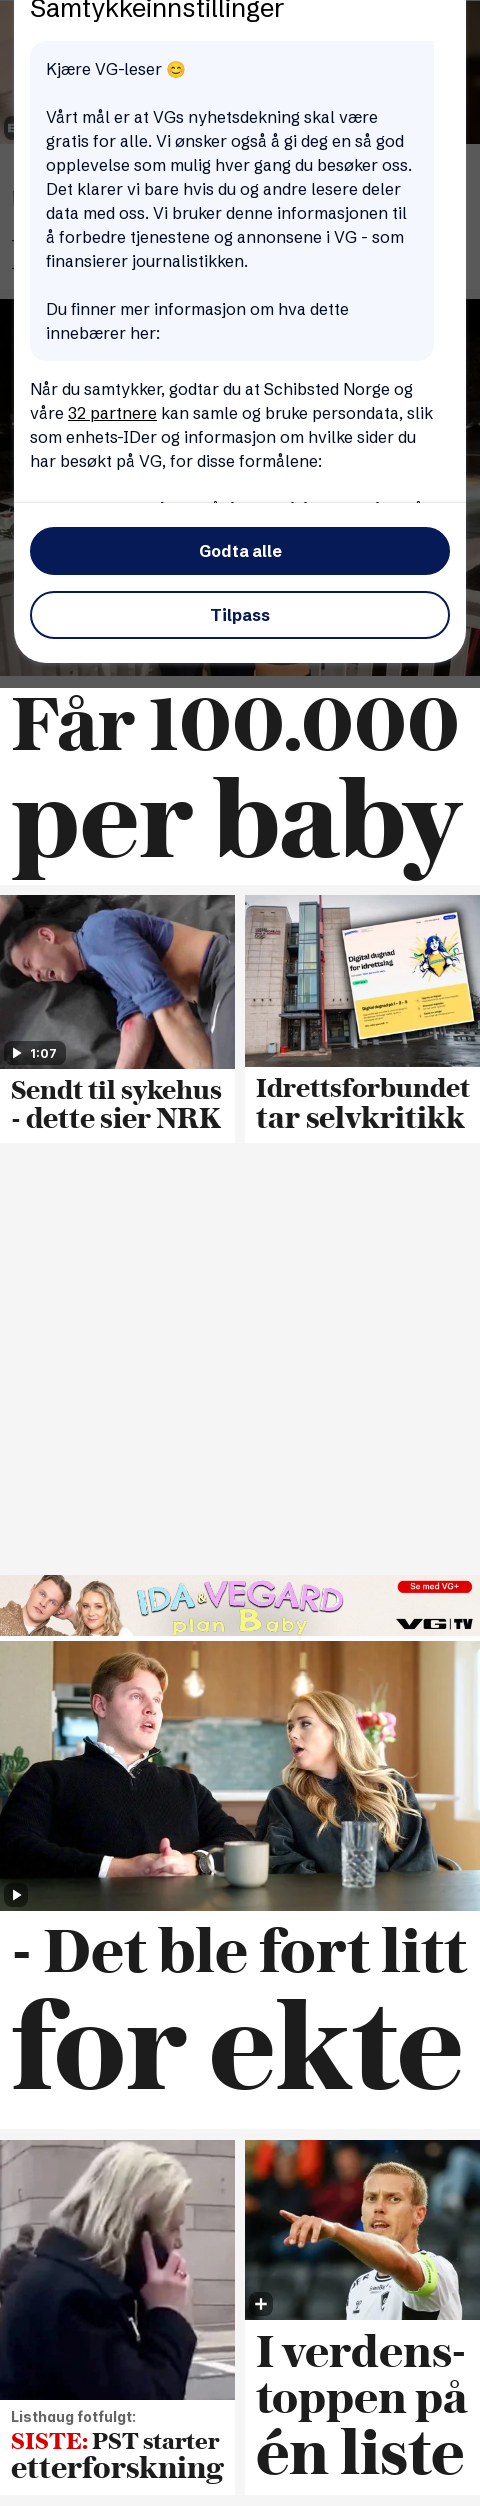 Samtykkeinnstillinger
Kjære VG-leser 😊
Vårt mål er at VGs nyhetsdekning skal være
gratis for alle. Vi ønsker også å gi deg en så god
opplevelse som mulig hver gang du besøker oss.
Det klarer vi bare hvis du og andre lesere deler
data med oss. Vi bruker denne informasjonen til
å forbedre tjenestene og annonsene i VG - som
finansierer journalistikken.
Du finner mer informasjon om hva dette
innebærer her:
Når du samtykker, godtar du at Schibsted Norge og
våre 32 partnere kan samle og bruke persondata, slik
som enhets-IDer og informasjon om hvilke sider du
har besøkt på VG, for disse formålene:
Godta alle
Tilpass
Får 100.000
per baby
1:07
Sendt til sykehus
- dette sier NRK
Digital dugnad
for idrettslag
Digital dugnad på 1 - 2 - 3
Idrettsforbundet
tar selvkritikk
IDA & VEGARD
plan Baby
Se med VG+
VG TV
- Det ble fort litt
for ekte
Listhaug fotfulgt:
SISTE: PST starter
etterforskning
I verdens-
toppen på
én liste